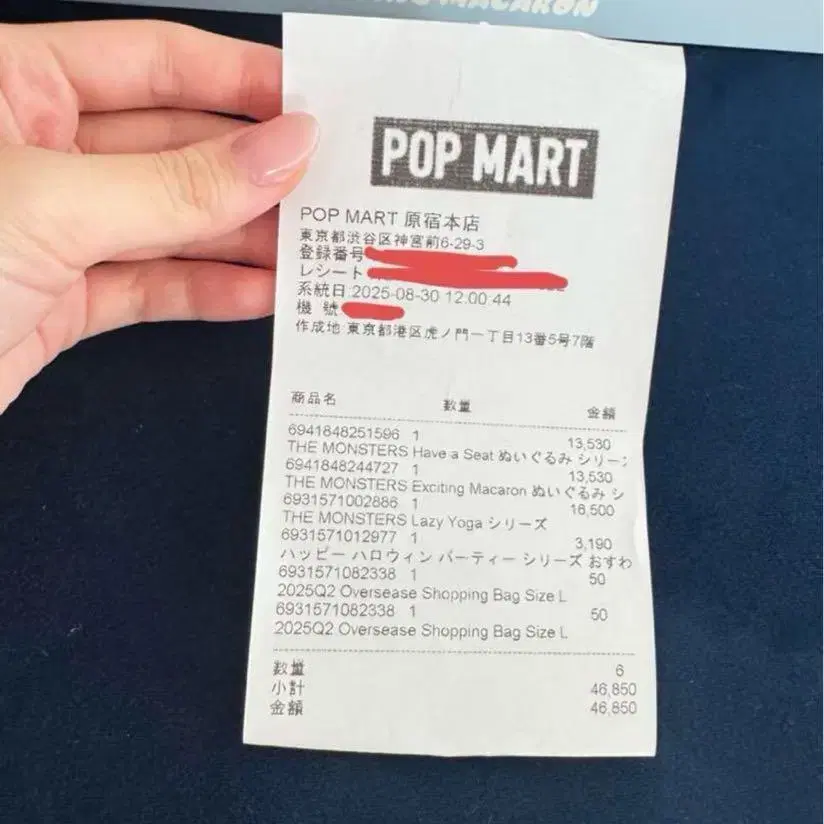 MACARON
POP MART
POP MART 原宿本店
東京都渋谷区神宮前6-29-3
登録番号
レシート
系統日:2025-08-30 12:00:44
機 號
作成地:東京都港区虎ノ門一丁目13番5号7階
商品名 数量 金額
6941848251596 1 13,530
THE MONSTERS Have a Seat ぬいぐるみ シリーズ
6941848244727 1 13,530
THE MONSTERS Exciting Macaron ぬいぐるみ シ
6931571002886 1 16,500
THE MONSTERS Lazy Yoga シリーズ
6931571012977 1 3,190
ハッピー ハロウィン パーティー シリーズ おすわ
6931571082338 1 50
2025Q2 Oversease Shopping Bag Size L
6931571082338 1 50
2025Q2 Oversease Shopping Bag Size L
数量 6
小計 46,850
金額 46,850